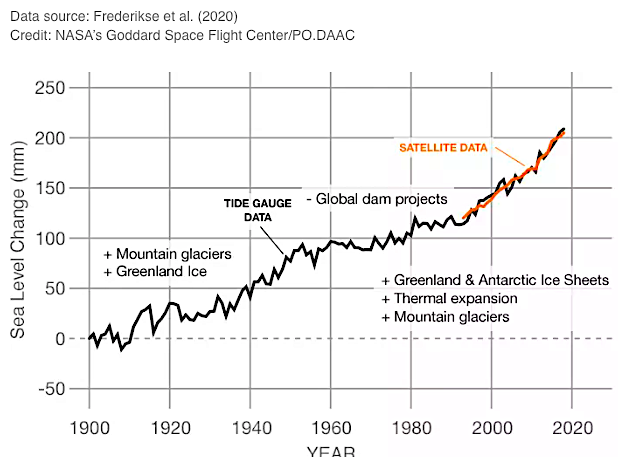 Data source: Frederikse et al. (2020)
Credit: NASA's Goddard Space Flight Center/PO.DAAC
250
200
150
100
50
0
-50
Sea Level Change (mm)
SATELLITE DATA
- Global dam projects
TIDE GAUGE
DATA
+ Mountain glaciers
+ Greenland Ice
+ Greenland & Antarctic Ice Sheets
+ Thermal expansion
+ Mountain glaciers
1900 1920 1940 1960 1980 2000 2020
YEAR